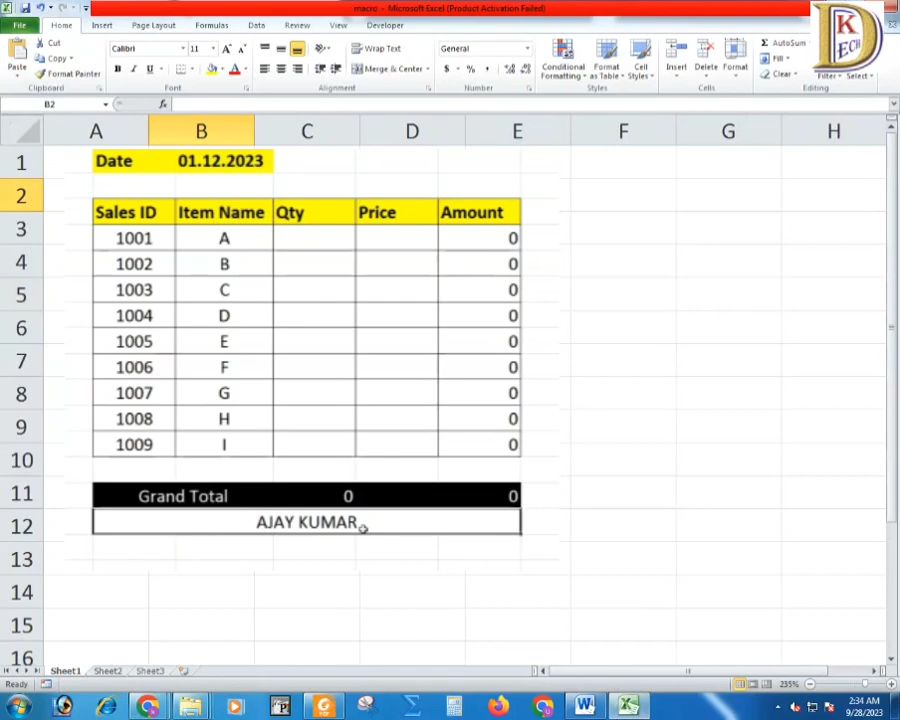 macro - Microsoft Excel (Product Activation Failed)
File Home Insert Page Layout Formulas Data Review View Developer
Cut Calibri 11 Wrap Text General AutoSum
Paste Copy Merge & Center Conditional Formatting Format as Table Cell Styles Insert Delete Format Fill
Format Painter Clear Filter Select
Clipboard Font Alignment Number Styles Cells Editing
DK TECH
B2 fx
A B C D E F G H
1 Date 01.12.2023
2 Sales ID Item Name Qty Price Amount
3 1001 A 0
4 1002 B 0
5 1003 C 0
1004 D 0
6 1005 E 0
7 1006 F 0
8 1007 G 0
9 1008 H 0
10 1009 I 0
11 Grand Total 0 0
12 AJAY KUMAR
13
14
15
16
Sheet1 Sheet2 Sheet3
Ready 235%
2:34 AM
9/28/2023